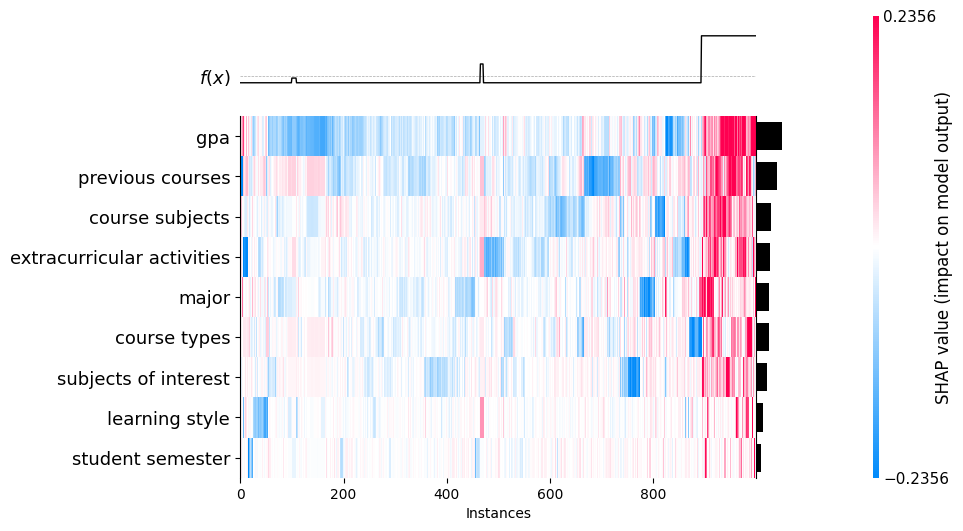 0.2356
f(x)
gpa
previous courses
course subjects
extracurricular activities
major
course types
subjects of interest
learning style
student semester
0 200 400 600 800
Instances
−0.2356
SHAP value (impact on model output)